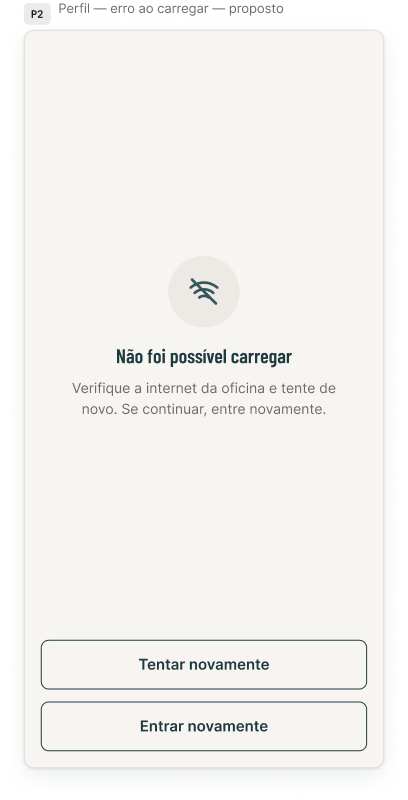 P2 Perfil — erro ao carregar — proposto
Não foi possível carregar
Verifique a internet da oficina e tente de
novo. Se continuar, entre novamente.
Tentar novamente
Entrar novamente